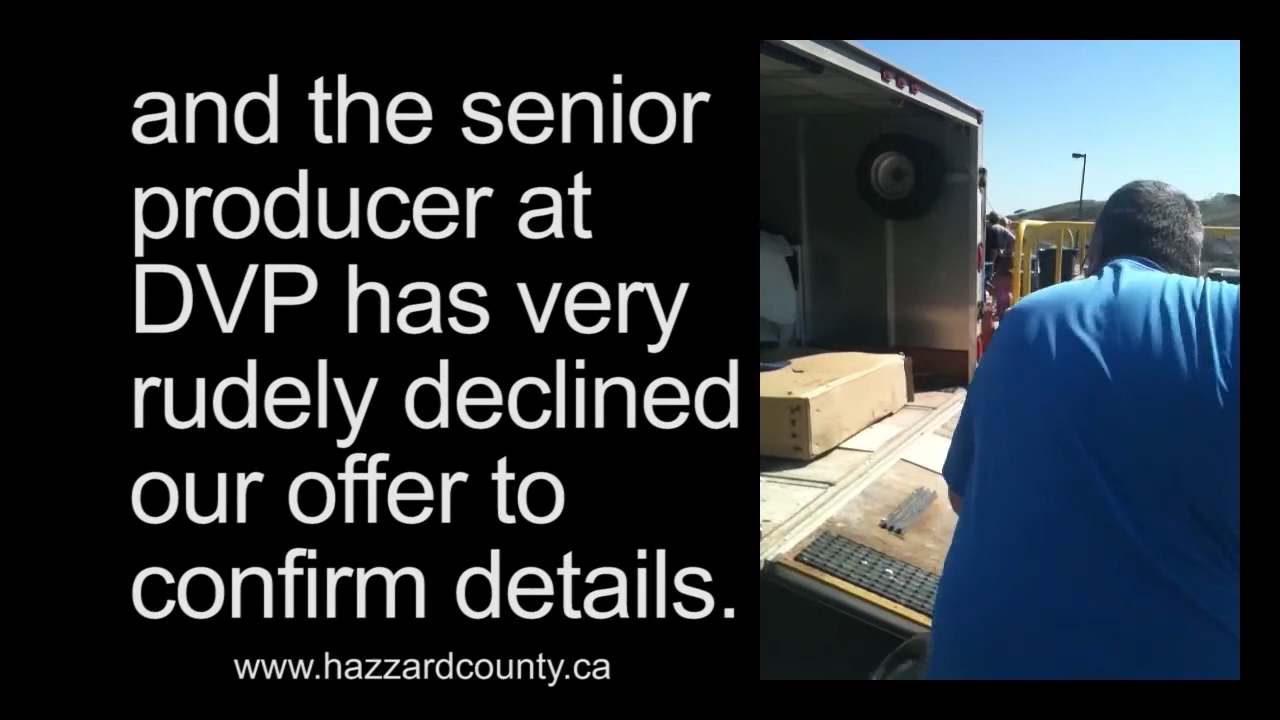 and the senior
producer at
DVP has very
rudely declined
our offer to
confirm details.
www.hazzardcounty.ca